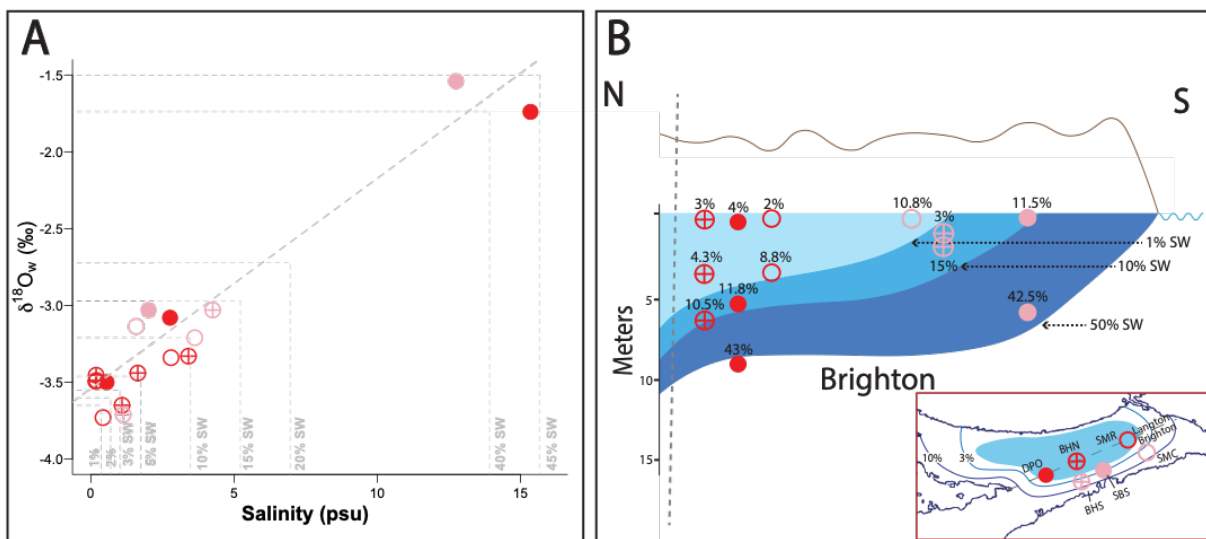 A
-1.5
-2.0
-2.5
-3.0
-3.5
-4.0
δ¹⁸Ow (‰)
1%
2%
3% SW
5% SW
10% SW
15% SW
20% SW
40% SW
45% SW
0
5
10
15
Salinity (psu)
B
N
S
3%
4%
2%
10.8%
3%
11.5%
1% SW
4.3%
8.8%
15%
10% SW
10.5%
11.8%
42.5%
50% SW
43%
5
10
15
Meters
Brighton
10%
3%
DPO
BHN
SMR
Langton
Brighton
SMC
SBS
BHS